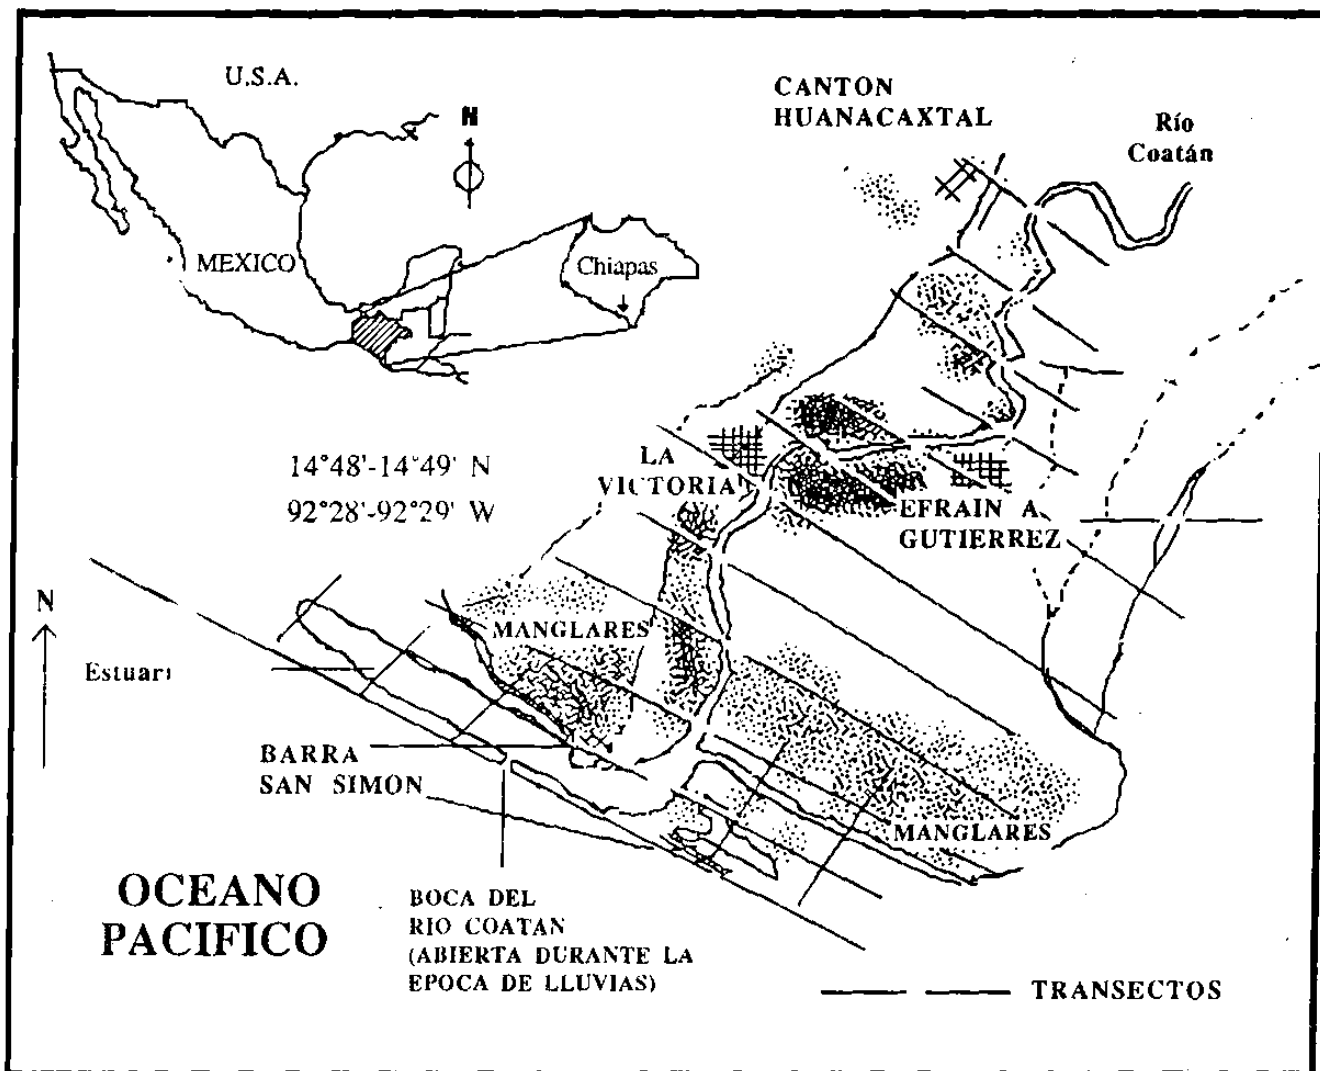 U.S.A.
N
MEXICO
Chiapas
CANTON
HUANACAXTAL
Río
Coatán
14°48'-14°49' N
92°28'-92°29' W
LA
VICTORIA
EFRAIN A.
GUTIERREZ
N
MANGLARES
Estuari
BARRA
SAN SIMON
MANGLARES
OCEANO
PACIFICO
BOCA DEL
RIO COATAN
(ABIERTA DURANTE LA
EPOCA DE LLUVIAS)
TRANSECTOS